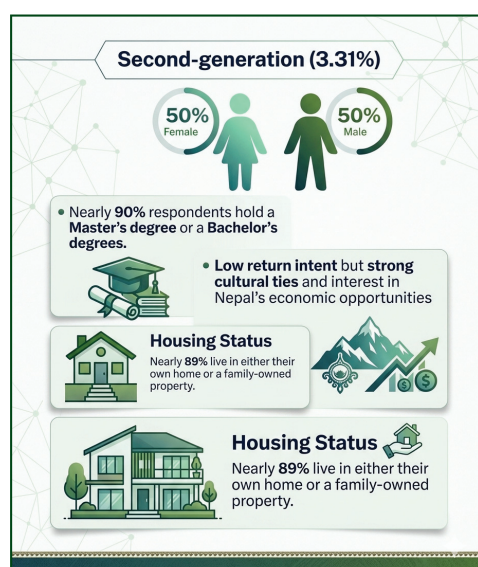 Second-generation (3.31%)
50%
Female
50%
Male
• Nearly 90% respondents hold a
Master's degree or a Bachelor's
degrees.
• Low return intent but strong
cultural ties and interest in
Nepal's economic opportunities
Housing Status
Nearly 89% live in either their
own home or a family-owned
property.
$
$
Housing Status
Nearly 89% live in either their
own home or a family-owned
property.